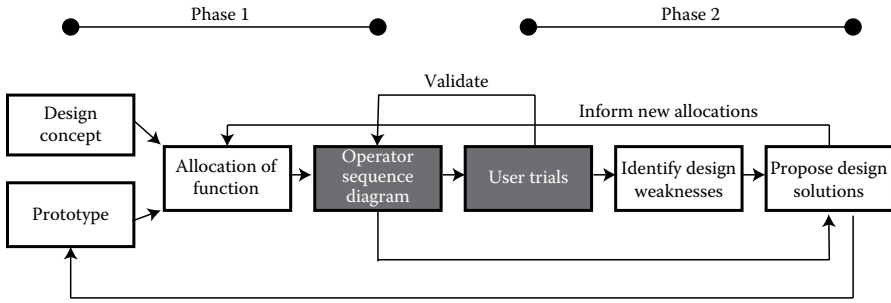 Phase 1
Phase 2
Validate
Inform new allocations
Design
concept
Prototype
Allocation of
function
Operator
sequence
diagram
User trials
Identify design
weaknesses
Propose design
solutions